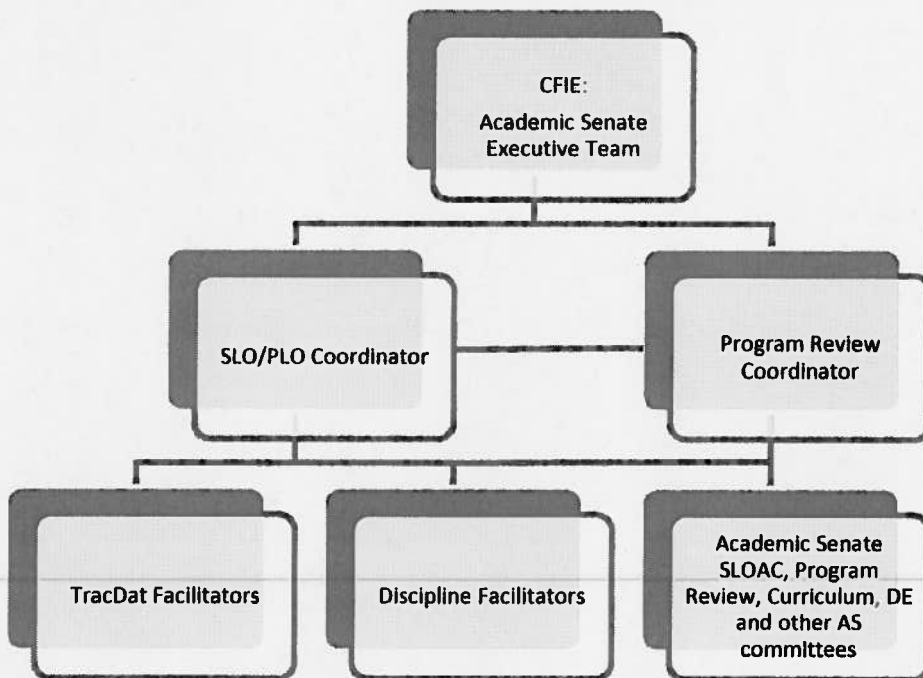 CFIE:
Academic Senate
Executive Team
SLO/PLO Coordinator
Program Review
Coordinator
TracDat Facilitators
Discipline Facilitators
Academic Senate
SLOAC, Program
Review, Curriculum, DE
and other AS
committees